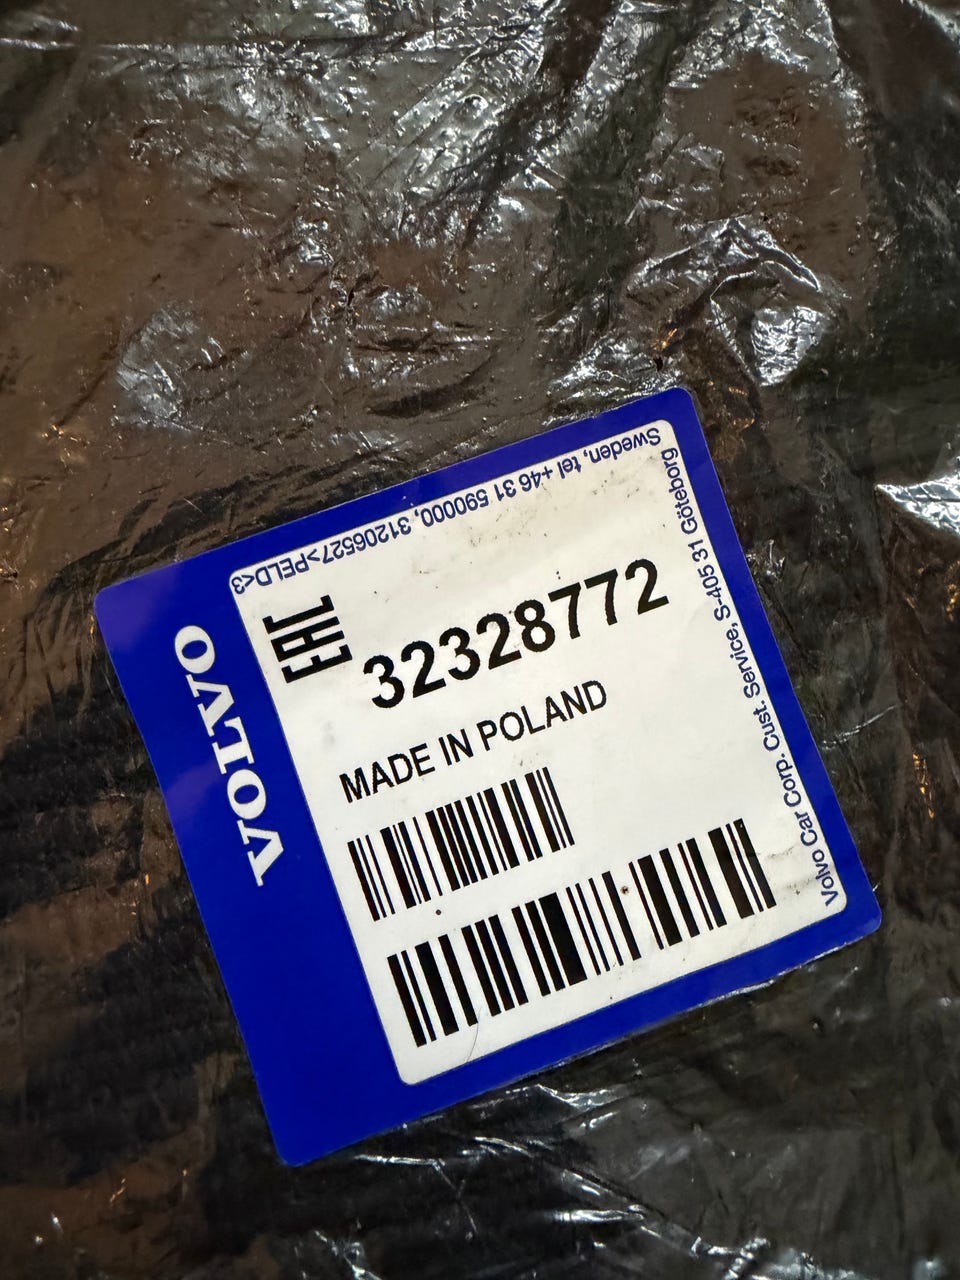 VOLVO
EAC
32328772
MADE IN POLAND
Volvo Car Corp. Cust. Service, S-405 31 Göteborg
Sweden, tel +46 31 590000, 31206527>PELD<3